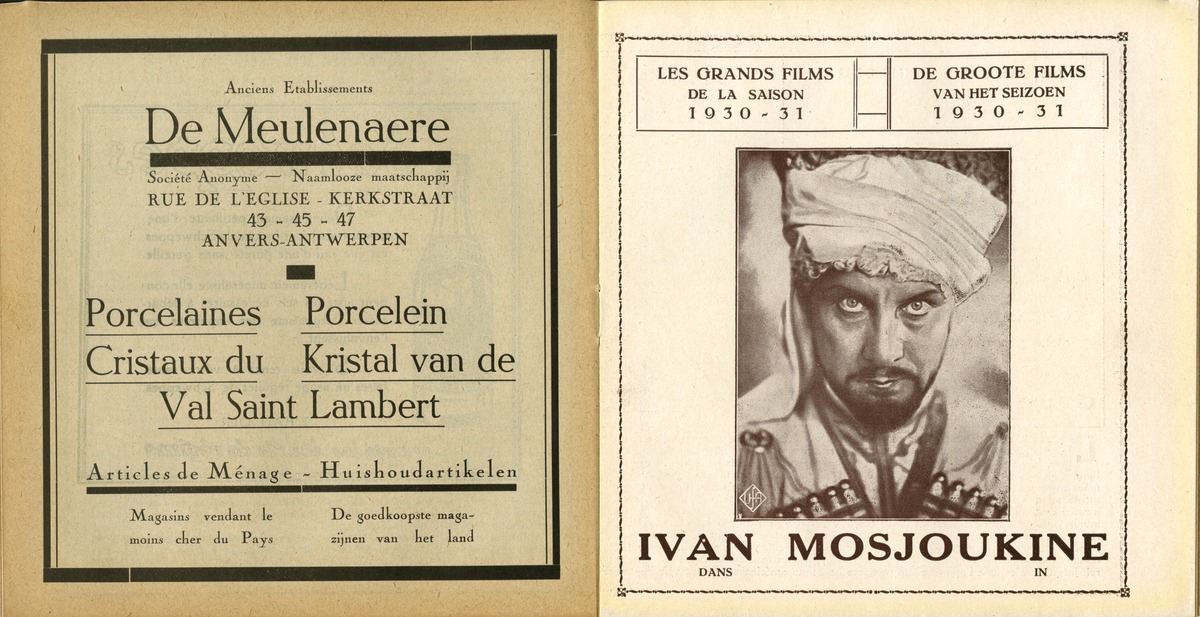 Anciens Etablissements
De Meulenaere
Société Anonyme — Naamlooze maatschappij
RUE DE L'EGLISE - KERKSTRAAT
43 - 45 - 47
ANVERS-ANTWERPEN
Porcelaines Porcelein
Cristaux du Kristal van de
Val Saint Lambert
Articles de Ménage - Huishoudartikelen
Magasins vendant le
moins cher du Pays
De goedkoopste maga-
zijnen van het land
LES GRANDS FILMS
DE LA SAISON
1930 - 31
DE GROOTE FILMS
VAN HET SEIZOEN
1930 - 31
UFA
IVAN MOSJOUKINE
DANS IN